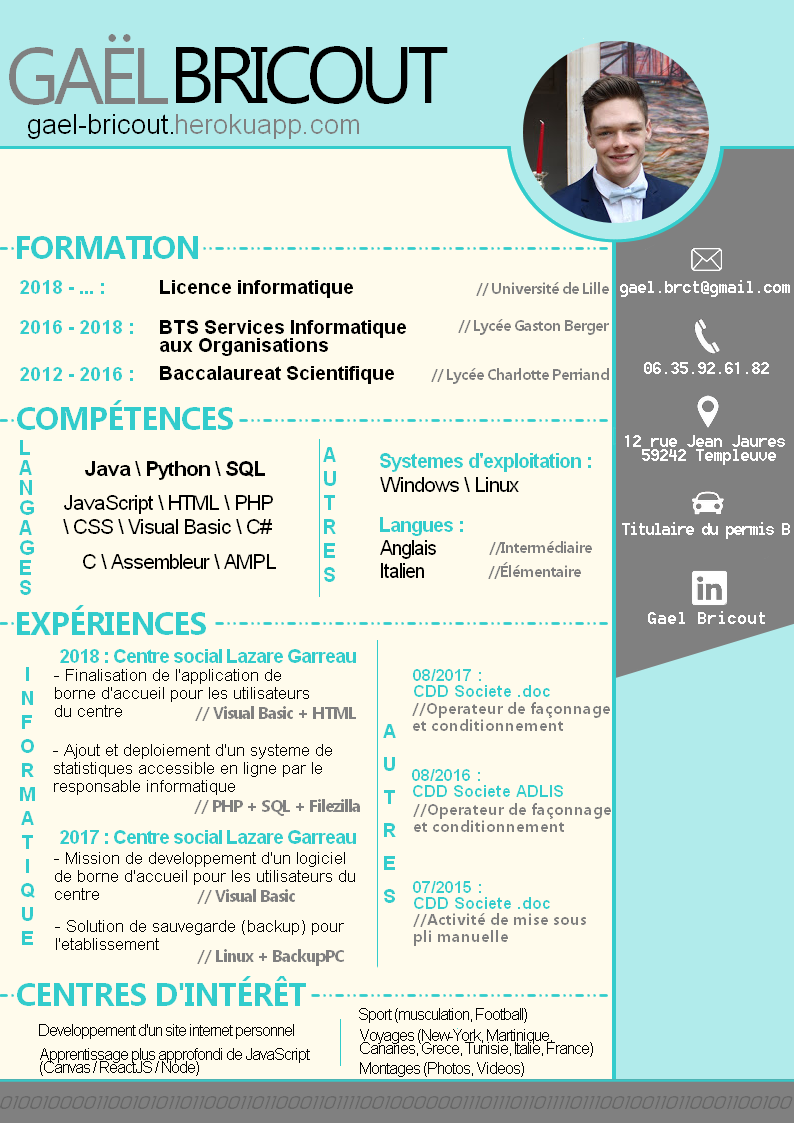 GAËL BRICOUT
gael-bricout.herokuapp.com
FORMATION
2018 - ... : Licence informatique // Université de Lille
2016 - 2018 : BTS Services Informatique // Lycée Gaston Berger
aux Organisations
2012 - 2016 : Baccalaureat Scientifique // Lycée Charlotte Perriand
COMPÉTENCES
LANGAGES
Java \ Python \ SQL
JavaScript \ HTML \ PHP
\ CSS \ Visual Basic \ C#
C \ Assembleur \ AMPL
AUTRES
Systemes d'exploitation :
Windows \ Linux
Langues :
Anglais //Intermédiaire
Italien //Élémentaire
EXPÉRIENCES
INFORMATIQUE
2018 : Centre social Lazare Garreau
- Finalisation de l'application de
borne d'accueil pour les utilisateurs
du centre // Visual Basic + HTML
- Ajout et deploiement d'un systeme de
statistiques accessible en ligne par le
responsable informatique
// PHP + SQL + Filezilla
2017 : Centre social Lazare Garreau
- Mission de developpement d'un logiciel
de borne d'accueil pour les utilisateurs du
centre // Visual Basic
- Solution de sauvegarde (backup) pour
l'etablissement
// Linux + BackupPC
AUTRES
08/2017 :
CDD Societe .doc
//Operateur de façonnage
et conditionnement
08/2016 :
CDD Societe ADLIS
//Operateur de façonnage
et conditionnement
07/2015 :
CDD Societe .doc
//Activité de mise sous
pli manuelle
CENTRES D'INTÉRÊT
Developpement d'un site internet personnel
Apprentissage plus approfondi de JavaScript
(Canvas / ReactJS / Node)
Sport (musculation, Football)
Voyages (New-York, Martinique,
Canaries, Grece, Tunisie, Italie, France)
Montages (Photos, Videos)
gael.brct@gmail.com
06.35.92.61.82
12 rue Jean Jaures
59242 Templeuve
Titulaire du permis B
in
Gael Bricout